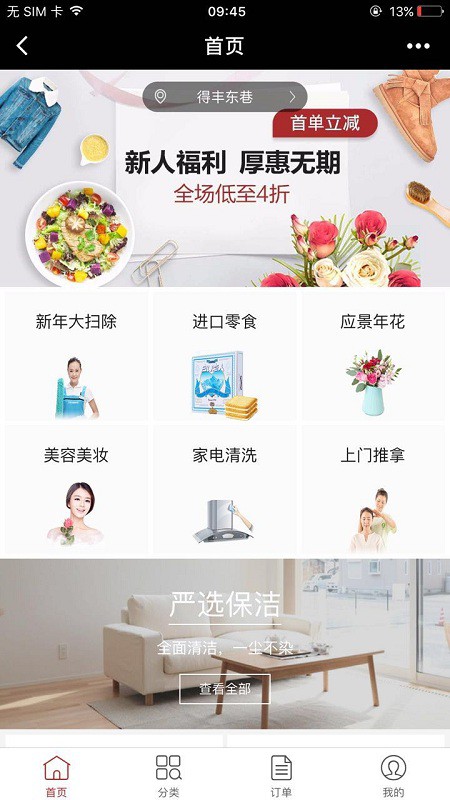 无 SIM 卡
09:45
13%
首页
得丰东巷
首单立减
新人福利 厚惠无期
全场低至4折
新年大扫除
进口零食
应景年花
美容美妆
家电清洗
上门推拿
严选保洁
全面清洁，一尘不染
查看全部
首页
分类
订单
我的